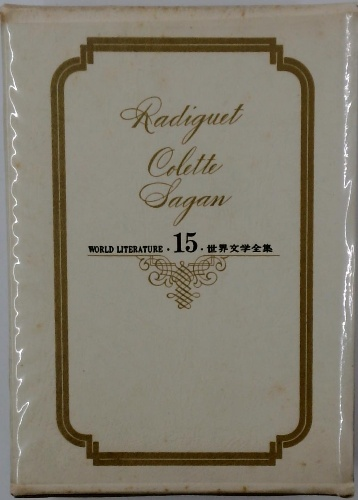 Radiguet
Colette
Sagan
WORLD LITERATURE · 15 · 世界文学全集